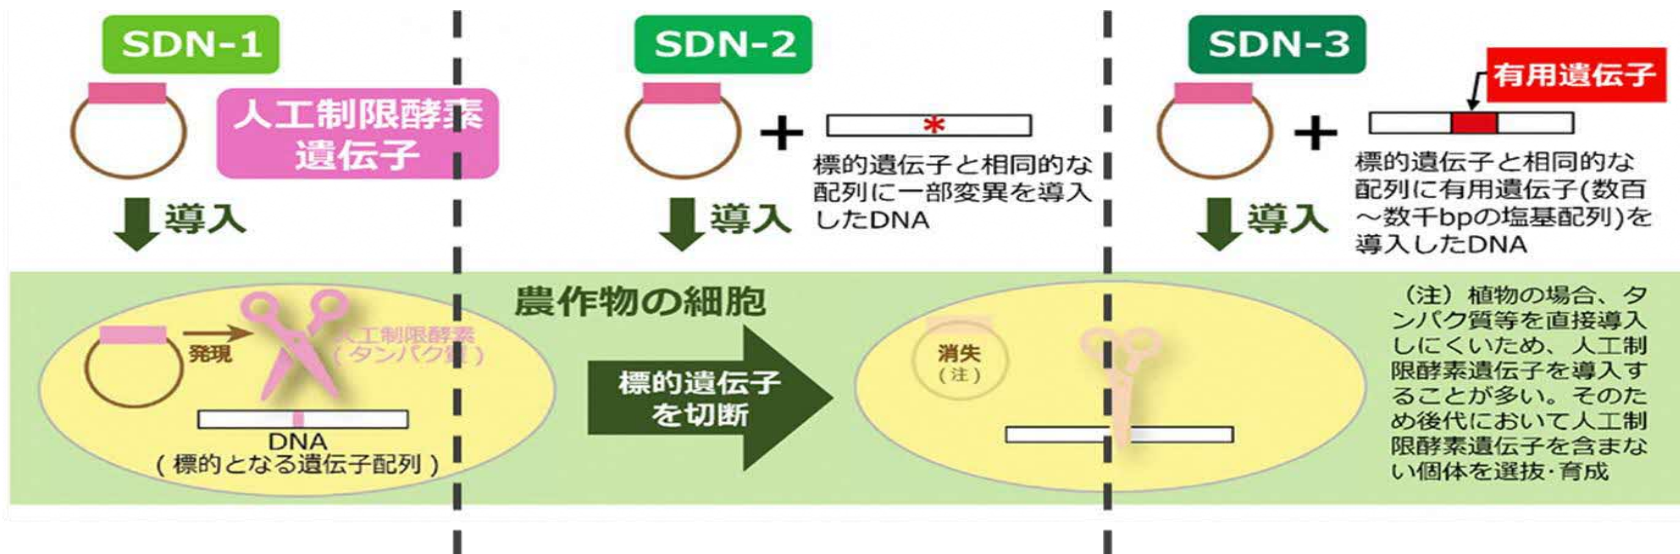 SDN-1
人工制限酵素
遺伝子
導入
SDN-2
+
*
標的遺伝子と相同的な
配列に一部変異を導入
したDNA
導入
SDN-3
有用遺伝子
+
標的遺伝子と相同的な
配列に有用遺伝子(数百
~数千bpの塩基配列)を
導入したDNA
導入
農作物の細胞
発現
人工制限酵素
(タンパク質)
DNA
(標的となる遺伝子配列)
標的遺伝子
を切断
消失
(注)
(注)植物の場合、タ
ンパク質等を直接導入
しにくいため、人工制
限酵素遺伝子を導入す
ることが多い。そのた
め後代において人工制
限酵素遺伝子を含まな
い個体を選抜・育成